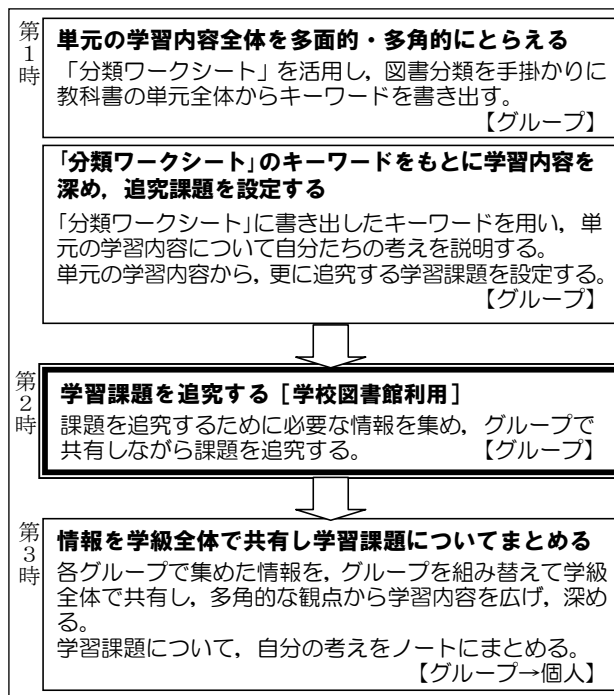 第1時
単元の学習内容全体を多面的・多角的にとらえる
「分類ワークシート」を活用し，図書分類を手掛かりに
教科書の単元全体からキーワードを書き出す。
【グループ】
「分類ワークシート」のキーワードをもとに学習内容を
深め，追究課題を設定する
「分類ワークシート」に書き出したキーワードを用い，単
元の学習内容について自分たちの考えを説明する。
単元の学習内容から，更に追究する学習課題を設定する。
【グループ】
第2時
学習課題を追究する［学校図書館利用］
課題を追究するために必要な情報を集め，グループで
共有しながら課題を追究する。 【グループ】
第3時
情報を学級全体で共有し学習課題についてまとめる
各グループで集めた情報を，グループを組み替えて学級
全体で共有し，多角的な観点から学習内容を広げ，深め
る。
学習課題について，自分の考えをノートにまとめる。
【グループ→個人】